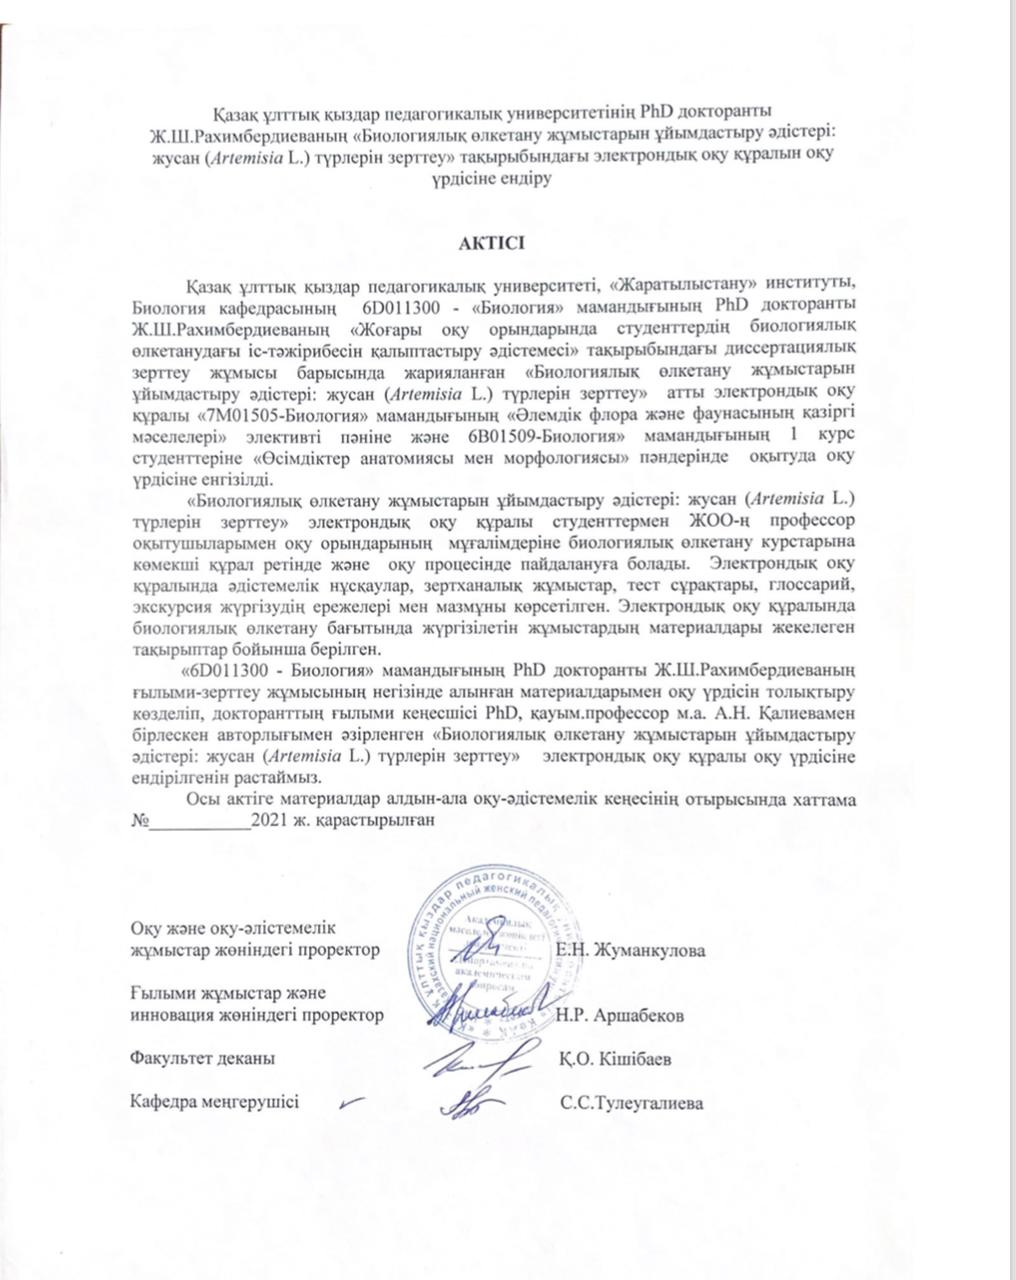 Қазақ ұлттық қыздар педагогикалық университетінің PhD докторанты
Ж.Ш.Рахимбердиеваның «Биологиялық өлкетану жұмыстарын ұйымдастыру әдістері:
жусан (Artemisia L.) түрлерін зерттеу» тақырыбындағы электрондық оқу құралын оқу
үрдісіне ендіру
АКТІСІ
Қазақ ұлттық қыздар педагогикалық университеті, «Жаратылыстану» институты,
Биология кафедрасының 6D011300 - «Биология» мамандығының PhD докторанты
Ж.Ш.Рахимбердиеваның «Жоғары оқу орындарында студенттердің биологиялық
өлкетанудағы іс-тәжірибесін қалыптастыру әдістемесі» тақырыбындағы диссертациялық
зерттеу жұмысы барысында жарияланған «Биологиялық өлкетану жұмыстарын
ұйымдастыру әдістері: жусан (Artemisia L.) түрлерін зерттеу» атты электрондық оқу
құралы «7М01505-Биология» мамандығының «Әлемдік флора және фаунасының қазіргі
мәселелері» элективті пәніне және 6В01509-Биология» мамандығының 1 курс
студенттеріне «Өсімдіктер анатомиясы мен морфологиясы» пәндерінде оқытуда оқу
үрдісіне енгізілді.
«Биологиялық өлкетану жұмыстарын ұйымдастыру әдістері: жусан (Artemisia L.)
түрлерін зерттеу» электрондық оқу құралы студенттермен ЖОО-ң профессор
оқытушыларымен оқу орындарының мұғалімдеріне биологиялық өлкетану курстарына
көмекші құрал ретінде және оқу процесінде пайдалануға болады. Электрондық оқу
құралында әдістемелік нұсқаулар, зертханалық жұмыстар, тест сұрақтары, глоссарий,
экскурсия жүргізудің ережелері мен мазмұны көрсетілген. Электрондық оқу құралында
биологиялық өлкетану бағытында жүргізілетін жұмыстардың материалдары жекелеген
тақырыптар бойынша берілген.
«6D011300 - Биология» мамандығының PhD докторанты Ж.Ш.Рахимбердиеваның
ғылыми-зерттеу жұмысының негізінде алынған материалдарымен оқу үрдісін толықтыру
көзделіп, докторанттың ғылыми кеңесшісі PhD, қауым.профессор м.а. А.Н. Қалиевамен
бірлескен авторлығымен әзірленген «Биологиялық өлкетану жұмыстарын ұйымдастыру
әдістері: жусан (Artemisia L.) түрлерін зерттеу» электрондық оқу құралы оқу үрдісіне
ендірілгенін растаймыз.
Осы актіге материалдар алдын-ала оқу-әдістемелік кеңесінің отырысында хаттама
№___________2021 ж. қарастырылған
Оқу және оқу-әлістемелік
жұмыстар жөніндегі проректор Е.Н. Жуманкулова
Ғылыми жұмыстар және
инновация жөніндегі проректор Н.Р. Аршабеков
Факультет деканы Қ.О. Кішібаев
Кафедра меңгерушісі С.С.Тулеугалиева